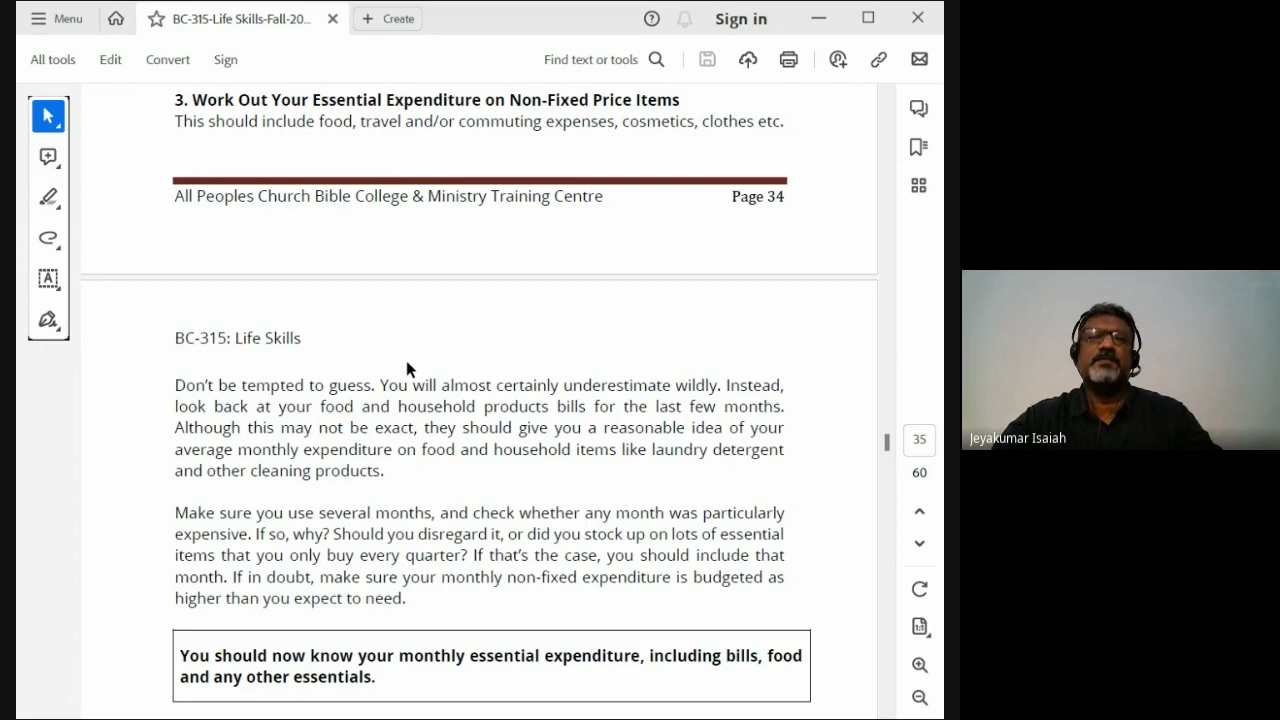 Menu
BC-315-Life Skills-Fall-20...
Create
Sign in
All tools
Edit
Convert
Sign
Find text or tools
3. Work Out Your Essential Expenditure on Non-Fixed Price Items
This should include food, travel and/or commuting expenses, cosmetics, clothes etc.
All Peoples Church Bible College & Ministry Training Centre Page 34
BC-315: Life Skills
Don't be tempted to guess. You will almost certainly underestimate wildly. Instead,
look back at your food and household products bills for the last few months.
Although this may not be exact, they should give you a reasonable idea of your
average monthly expenditure on food and household items like laundry detergent
and other cleaning products.
Make sure you use several months, and check whether any month was particularly
expensive. If so, why? Should you disregard it, or did you stock up on lots of essential
items that you only buy every quarter? If that's the case, you should include that
month. If in doubt, make sure your monthly non-fixed expenditure is budgeted as
higher than you expect to need.
You should now know your monthly essential expenditure, including bills, food
and any other essentials.
35
60
1:1
Jeyakumar Isaiah